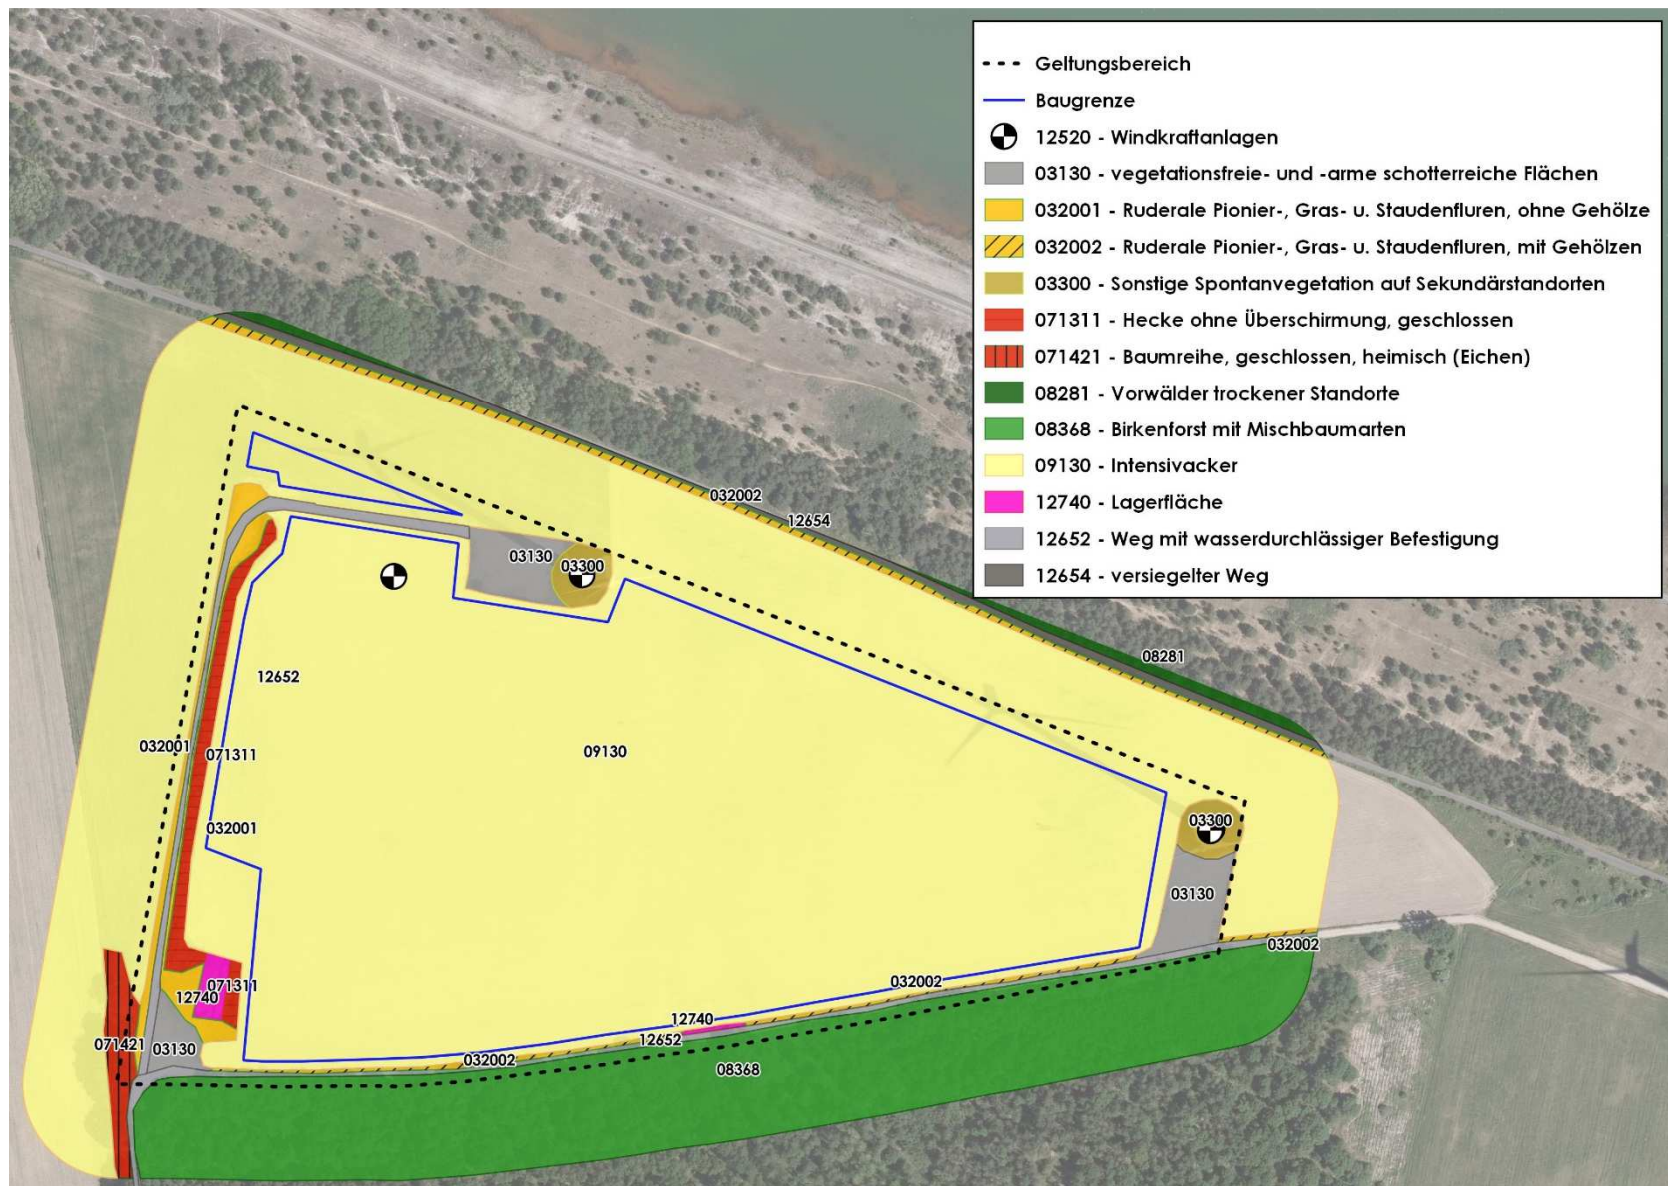 Geltungsbereich
Baugrenze
12520 - Windkraftanlagen
03130 - vegetationsfreie- und -arme schotterreiche Flächen
032001 - Ruderale Pionier-, Gras- u. Staudenfluren, ohne Gehölze
032002 - Ruderale Pionier-, Gras- u. Staudenfluren, mit Gehölzen
03300 - Sonstige Spontanvegetation auf Sekundärstandorten
071311 - Hecke ohne Überschirmung, geschlossen
071421 - Baumreihe, geschlossen, heimisch (Eichen)
08281 - Vorwälder trockener Standorte
08368 - Birkenforst mit Mischbaumarten
09130 - Intensivacker
12740 - Lagerfläche
12652 - Weg mit wasserdurchlässiger Befestigung
12654 - versiegelter Weg
032002
12654
03130
03300
08281
12652
032001
071311
09130
032001
03300
03130
032002
032002
071311
12740
12740
12652
071421
03130
032002
08368